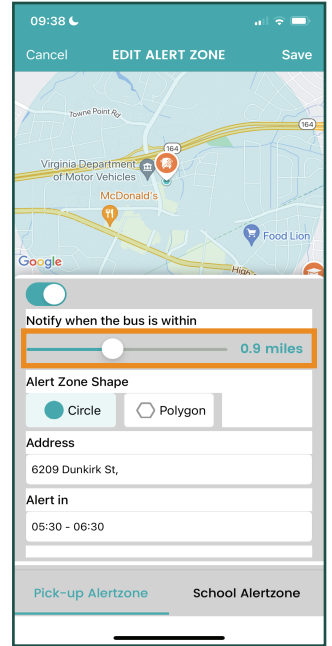 09:38
Cancel EDIT ALERT ZONE Save
Towne Point Rd
164
164
Virginia Department
of Motor Vehicles
McDonald's
Food Lion
Google
High
Notify when the bus is within
0.9 miles
Alert Zone Shape
Circle Polygon
Address
6209 Dunkirk St,
Alert in
05:30 - 06:30
Pick-up Alertzone School Alertzone